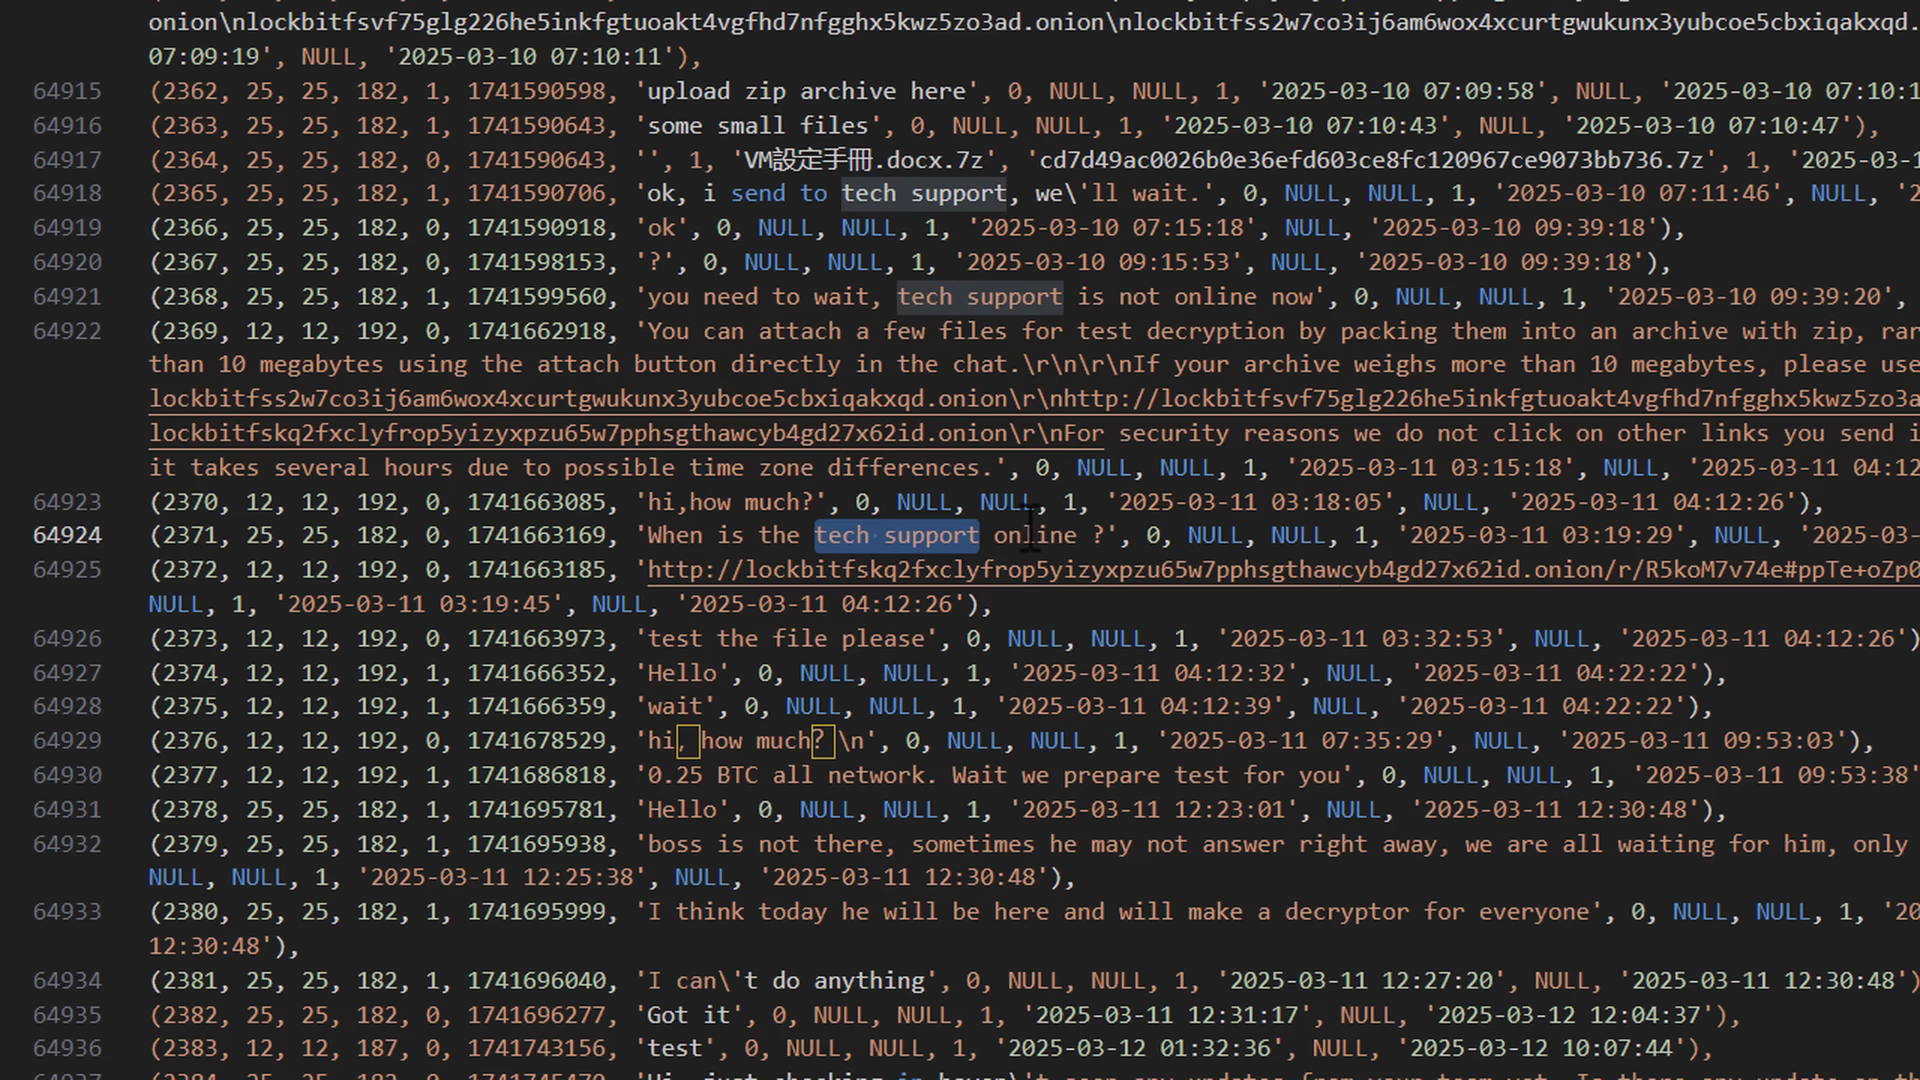 onion\nlockbitfsvf75glg226he5inkfgtuoakt4vgfhd7nfgghx5kwz5zo3ad.onion\nlockbitfss2w7co3ij6am6wox4xcurtgwukunx3yubcoe5cbxiqakxqd.
07:09:19', NULL, '2025-03-10 07:10:11'),
64915 (2362, 25, 25, 182, 1, 1741590598, 'upload zip archive here', 0, NULL, NULL, 1, '2025-03-10 07:09:58', NULL, '2025-03-10 07:10:1
64916 (2363, 25, 25, 182, 1, 1741590643, 'some small files', 0, NULL, NULL, 1, '2025-03-10 07:10:43', NULL, '2025-03-10 07:10:47'),
64917 (2364, 25, 25, 182, 0, 1741590643, '', 1, 'VM設定手冊.docx.7z', 'cd7d49ac0026b0e36efd603ce8fc120967ce9073bb736.7z', 1, '2025-03-1
64918 (2365, 25, 25, 182, 1, 1741590706, 'ok, i send to tech support, we\'ll wait.', 0, NULL, NULL, 1, '2025-03-10 07:11:46', NULL, '2
64919 (2366, 25, 25, 182, 0, 1741590918, 'ok', 0, NULL, NULL, 1, '2025-03-10 07:15:18', NULL, '2025-03-10 09:39:18'),
64920 (2367, 25, 25, 182, 0, 1741598153, '?', 0, NULL, NULL, 1, '2025-03-10 09:15:53', NULL, '2025-03-10 09:39:18'),
64921 (2368, 25, 25, 182, 1, 1741599560, 'you need to wait, tech support is not online now', 0, NULL, NULL, 1, '2025-03-10 09:39:20',
64922 (2369, 12, 12, 192, 0, 1741662918, 'You can attach a few files for test decryption by packing them into an archive with zip, rar
than 10 megabytes using the attach button directly in the chat.\r\n\r\nIf your archive weighs more than 10 megabytes, please use
lockbitfss2w7co3ij6am6wox4xcurtgwukunx3yubcoe5cbxiqakxqd.onion\r\nhttp://lockbitfsvf75glg226he5inkfgtuoakt4vgfhd7nfgghx5kwz5zo3a
lockbitfskq2fxclyfrop5yizyxpzu65w7pphsgthawcyb4gd27x62id.onion\r\nFor security reasons we do not click on other links you send i
it takes several hours due to possible time zone differences.', 0, NULL, NULL, 1, '2025-03-11 03:15:18', NULL, '2025-03-11 04:12
64923 (2370, 12, 12, 192, 0, 1741663085, 'hi,how much?', 0, NULL, NULL, 1, '2025-03-11 03:18:05', NULL, '2025-03-11 04:12:26'),
64924 (2371, 25, 25, 182, 0, 1741663169, 'When is the tech support online ?', 0, NULL, NULL, 1, '2025-03-11 03:19:29', NULL, '2025-03-
64925 (2372, 12, 12, 192, 0, 1741663185, 'http://lockbitfskq2fxclyfrop5yizyxpzu65w7pphsgthawcyb4gd27x62id.onion/r/R5koM7v74e#ppTe+oZp0
NULL, 1, '2025-03-11 03:19:45', NULL, '2025-03-11 04:12:26'),
64926 (2373, 12, 12, 192, 0, 1741663973, 'test the file please', 0, NULL, NULL, 1, '2025-03-11 03:32:53', NULL, '2025-03-11 04:12:26')
64927 (2374, 12, 12, 192, 1, 1741666352, 'Hello', 0, NULL, NULL, 1, '2025-03-11 04:12:32', NULL, '2025-03-11 04:22:22'),
64928 (2375, 12, 12, 192, 1, 1741666359, 'wait', 0, NULL, NULL, 1, '2025-03-11 04:12:39', NULL, '2025-03-11 04:22:22'),
64929 (2376, 12, 12, 192, 0, 1741678529, 'hi，how much？\n', 0, NULL, NULL, 1, '2025-03-11 07:35:29', NULL, '2025-03-11 09:53:03'),
64930 (2377, 12, 12, 192, 1, 1741686818, '0.25 BTC all network. Wait we prepare test for you', 0, NULL, NULL, 1, '2025-03-11 09:53:38'
64931 (2378, 25, 25, 182, 1, 1741695781, 'Hello', 0, NULL, NULL, 1, '2025-03-11 12:23:01', NULL, '2025-03-11 12:30:48'),
64932 (2379, 25, 25, 182, 1, 1741695938, 'boss is not there, sometimes he may not answer right away, we are all waiting for him, only
NULL, NULL, 1, '2025-03-11 12:25:38', NULL, '2025-03-11 12:30:48'),
64933 (2380, 25, 25, 182, 1, 1741695999, 'I think today he will be here and will make a decryptor for everyone', 0, NULL, NULL, 1, '20
12:30:48'),
64934 (2381, 25, 25, 182, 1, 1741696040, 'I can\'t do anything', 0, NULL, NULL, 1, '2025-03-11 12:27:20', NULL, '2025-03-11 12:30:48')
64935 (2382, 25, 25, 182, 0, 1741696277, 'Got it', 0, NULL, NULL, 1, '2025-03-11 12:31:17', NULL, '2025-03-12 12:04:37'),
64936 (2383, 12, 12, 187, 0, 1741743156, 'test', 0, NULL, NULL, 1, '2025-03-12 01:32:36', NULL, '2025-03-12 10:07:44'),